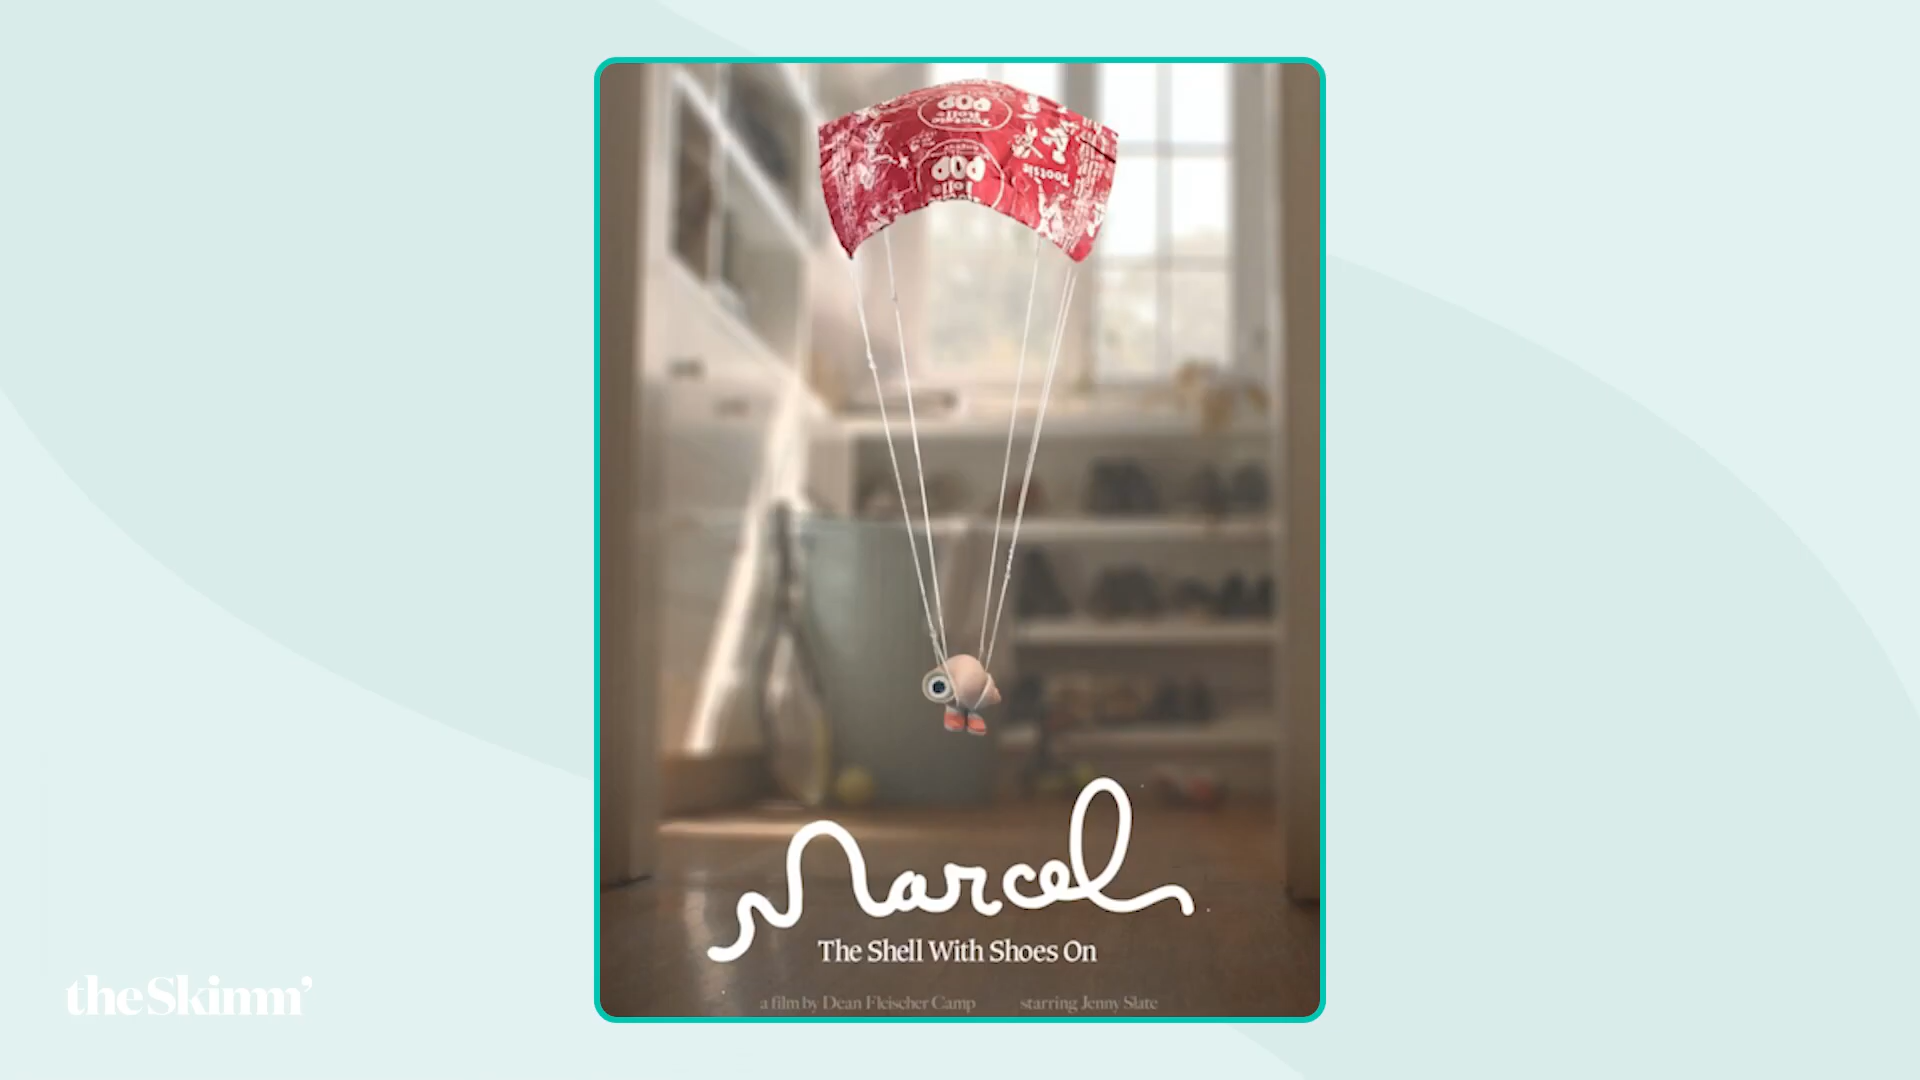 POP
Tootsie
Roll
POP
Roll
Tootsie
Marcel
The Shell With Shoes On
a film by Dean Fleischer Camp starring Jenny Slate
theSkimm'